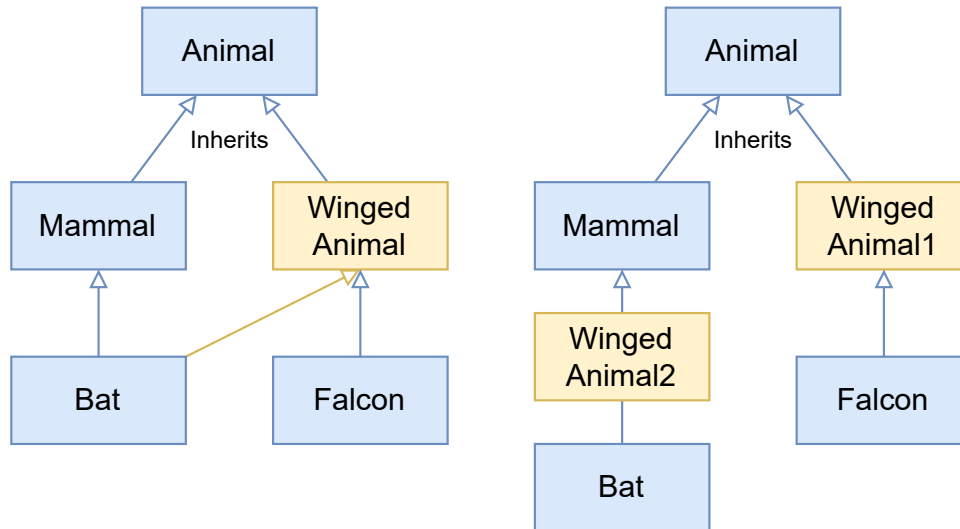 Animal
Inherits
Mammal
Winged
Animal
Bat
Falcon
Animal
Inherits
Mammal
Winged
Animal1
Winged
Animal2
Falcon
Bat